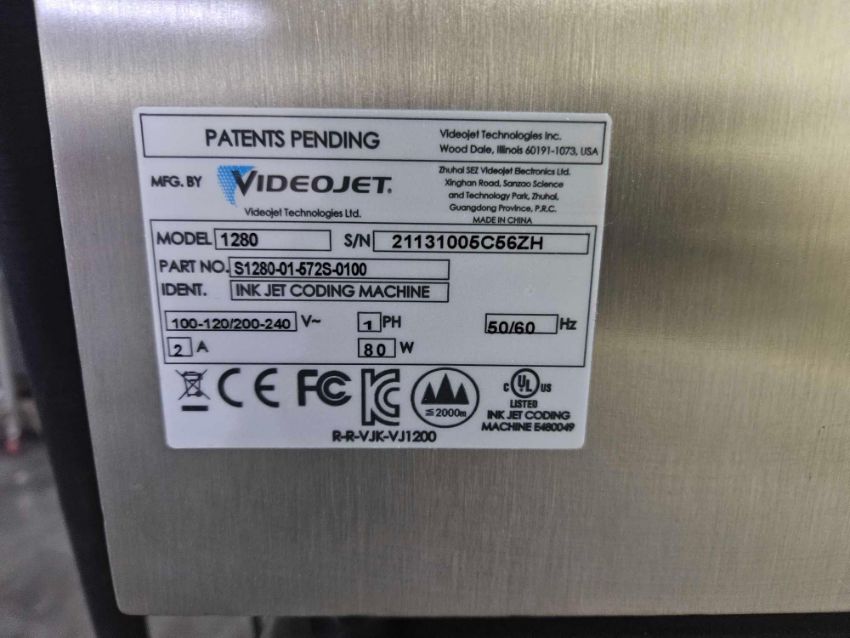 PATENTS PENDING
Videojet Technologies Inc.
Wood Dale, Illinois 60191-1073, USA
MFG. BY
VIDEOJET.
Videojet Technologies Ltd.
Zhuhai SEZ Videojet Electronics Ltd.
Xinghan Road, Sanzao Science
and Technology Park, Zhuhai,
Guangdong Province, P.R.C.
MADE IN CHINA
MODEL 1280 S/N 21131005C56ZH
PART NO. S1280-01-572S-0100
IDENT. INK JET CODING MACHINE
100-120/200-240 V~ 1 PH 50/60 Hz
2 A 80 W
CE FC KC
≤2000m
C UL US
LISTED
INK JET CODING
MACHINE E480049
R-R-VJK-VJ1200